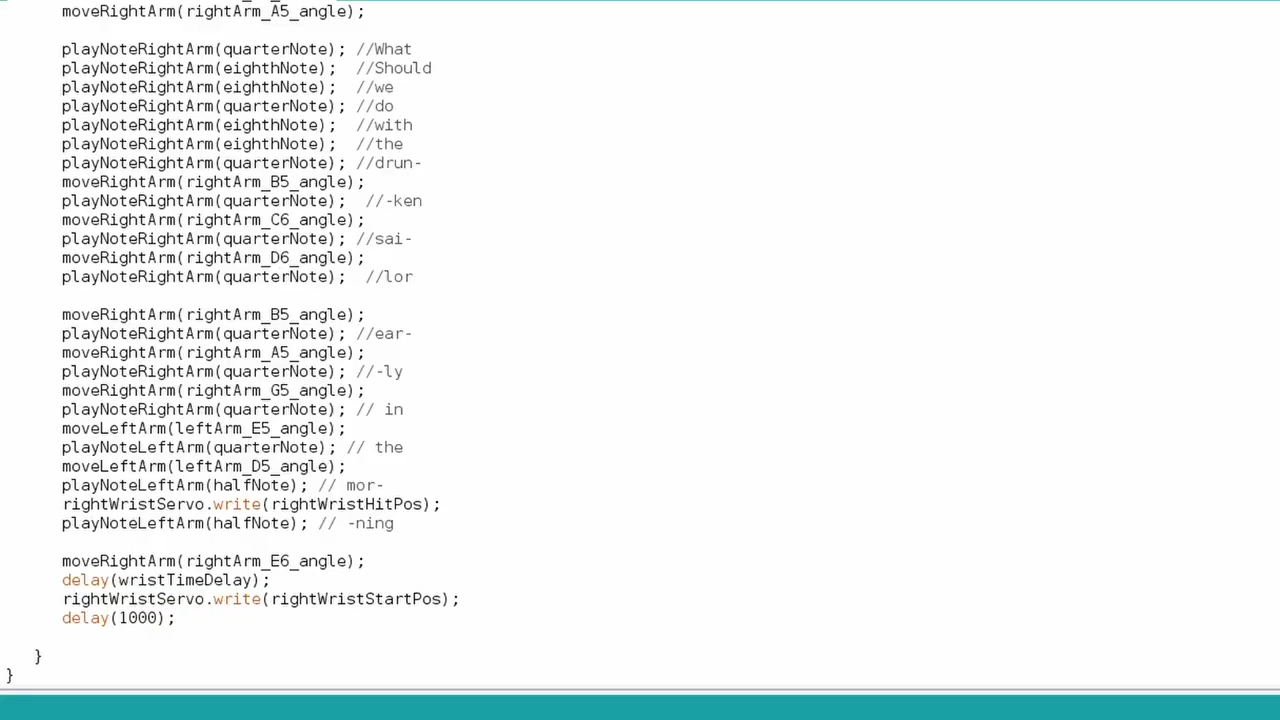 moveRightArm(rightArm_A5_angle);
playNoteRightArm(quarterNote); //What
playNoteRightArm(eighthNote);  //Should
playNoteRightArm(eighthNote);  //we
playNoteRightArm(quarterNote); //do
playNoteRightArm(eighthNote);  //with
playNoteRightArm(eighthNote);  //the
playNoteRightArm(quarterNote); //drun-
moveRightArm(rightArm_B5_angle);
playNoteRightArm(quarterNote);  //-ken
moveRightArm(rightArm_C6_angle);
playNoteRightArm(quarterNote); //sai-
moveRightArm(rightArm_D6_angle);
playNoteRightArm(quarterNote);  //lor
moveRightArm(rightArm_B5_angle);
playNoteRightArm(quarterNote); //ear-
moveRightArm(rightArm_A5_angle);
playNoteRightArm(quarterNote); //-ly
moveRightArm(rightArm_G5_angle);
playNoteRightArm(quarterNote); // in
moveLeftArm(leftArm_E5_angle);
playNoteLeftArm(quarterNote); // the
moveLeftArm(leftArm_D5_angle);
playNoteLeftArm(halfNote); // mor-
rightWristServo.write(rightWristHitPos);
playNoteLeftArm(halfNote); // -ning
moveRightArm(rightArm_E6_angle);
delay(wristTimeDelay);
rightWristServo.write(rightWristStartPos);
delay(1000);
}
}